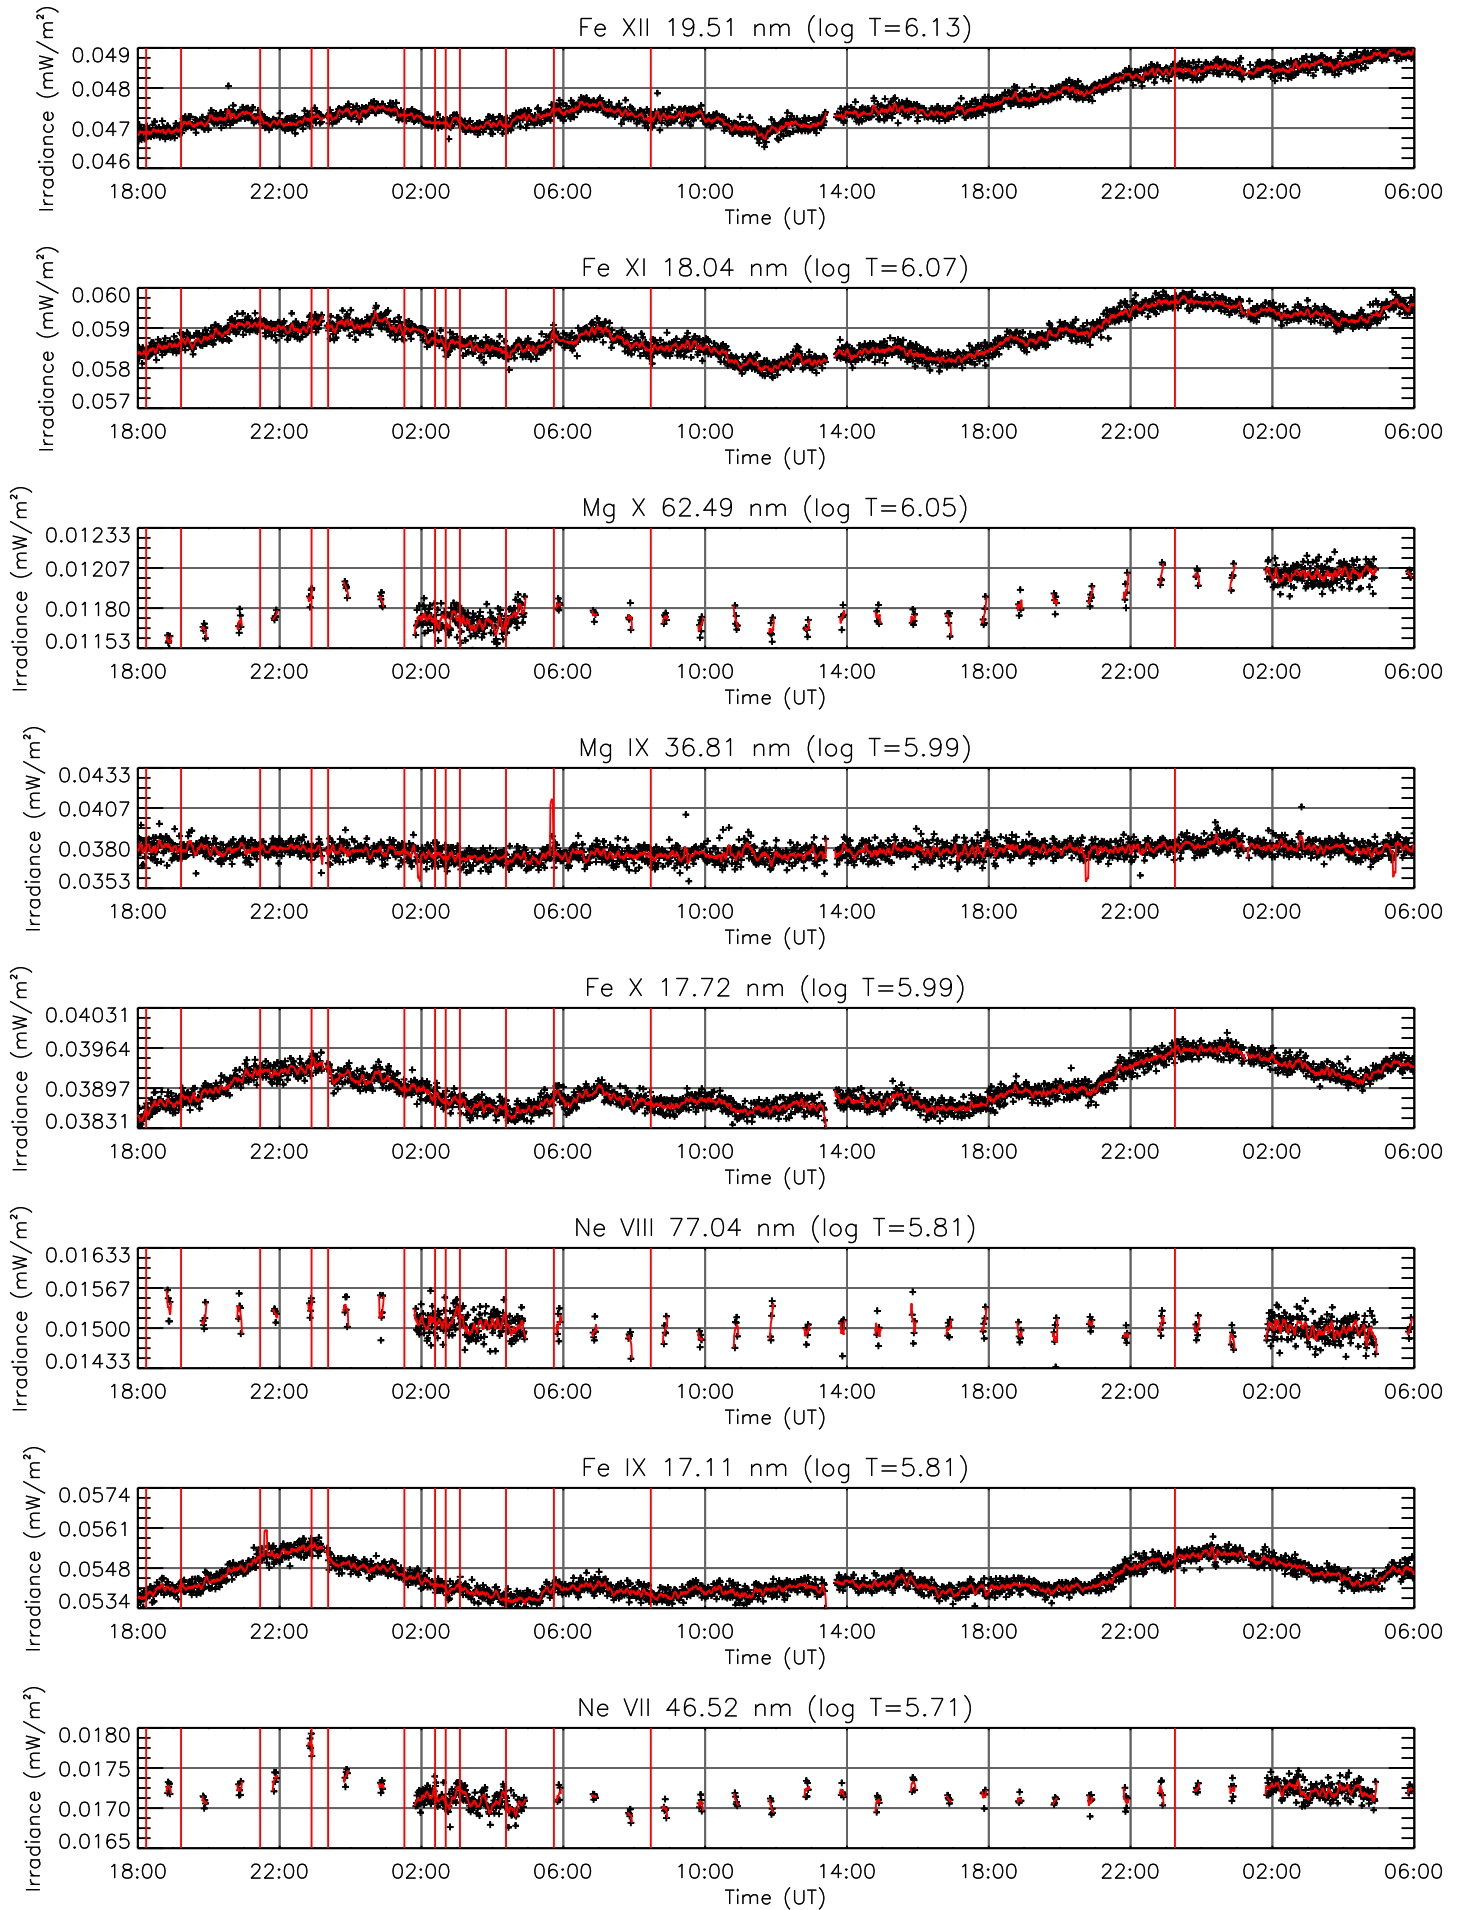 Fe XII 19.51 nm (log T=6.13)
Irradiance (mW/m²)
0.049
0.048
0.047
0.046
18:00 22:00 02:00 06:00 10:00 14:00 18:00 22:00 02:00 06:00
Time (UT)
Fe XI 18.04 nm (log T=6.07)
Irradiance (mW/m²)
0.060
0.059
0.058
0.057
18:00 22:00 02:00 06:00 10:00 14:00 18:00 22:00 02:00 06:00
Time (UT)
Mg X 62.49 nm (log T=6.05)
Irradiance (mW/m²)
0.01233
0.01207
0.01180
0.01153
18:00 22:00 02:00 06:00 10:00 14:00 18:00 22:00 02:00 06:00
Time (UT)
Mg IX 36.81 nm (log T=5.99)
Irradiance (mW/m²)
0.0433
0.0407
0.0380
0.0353
18:00 22:00 02:00 06:00 10:00 14:00 18:00 22:00 02:00 06:00
Time (UT)
Fe X 17.72 nm (log T=5.99)
Irradiance (mW/m²)
0.04031
0.03964
0.03897
0.03831
18:00 22:00 02:00 06:00 10:00 14:00 18:00 22:00 02:00 06:00
Time (UT)
Ne VIII 77.04 nm (log T=5.81)
Irradiance (mW/m²)
0.01633
0.01567
0.01500
0.01433
18:00 22:00 02:00 06:00 10:00 14:00 18:00 22:00 02:00 06:00
Time (UT)
Fe IX 17.11 nm (log T=5.81)
Irradiance (mW/m²)
0.0574
0.0561
0.0548
0.0534
18:00 22:00 02:00 06:00 10:00 14:00 18:00 22:00 02:00 06:00
Time (UT)
Ne VII 46.52 nm (log T=5.71)
Irradiance (mW/m²)
0.0180
0.0175
0.0170
0.0165
18:00 22:00 02:00 06:00 10:00 14:00 18:00 22:00 02:00 06:00
Time (UT)